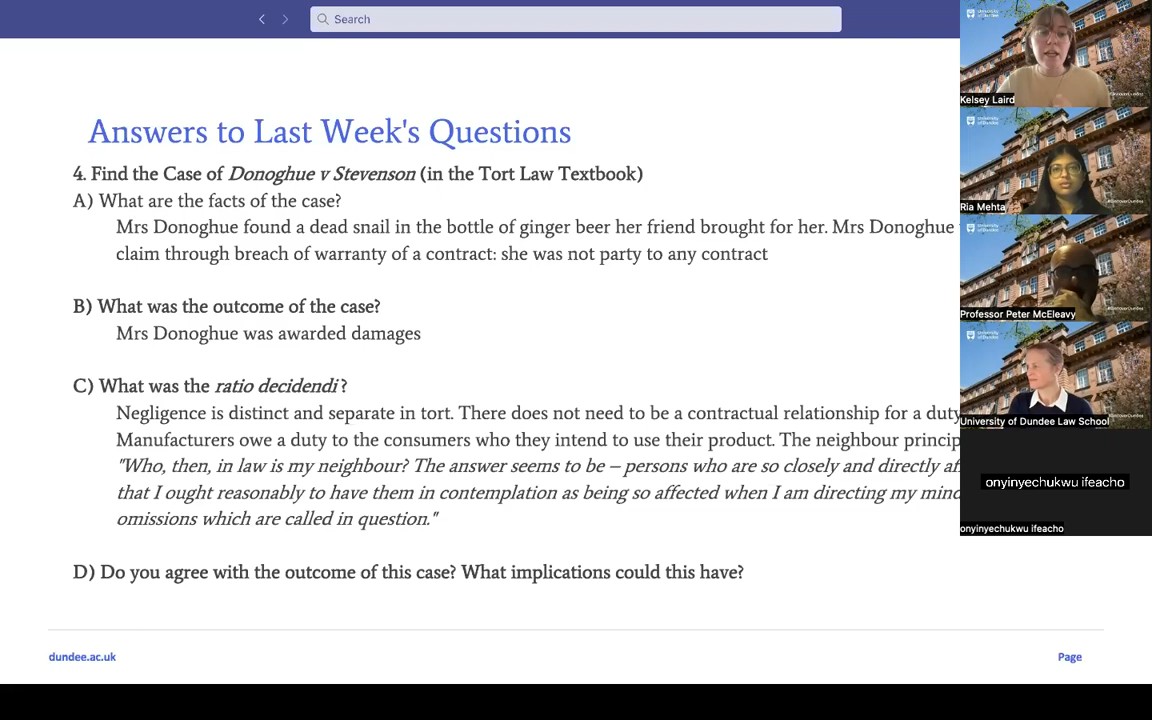 Search
Answers to Last Week's Questions
4. Find the Case of Donoghue v Stevenson (in the Tort Law Textbook)
A) What are the facts of the case?
Mrs Donoghue found a dead snail in the bottle of ginger beer her friend brought for her. Mrs Donoghue
claim through breach of warranty of a contract: she was not party to any contract
B) What was the outcome of the case?
Mrs Donoghue was awarded damages
C) What was the ratio decidendi?
Negligence is distinct and separate in tort. There does not need to be a contractual relationship for a duty
Manufacturers owe a duty to the consumers who they intend to use their product. The neighbour
"Who, then, in law is my neighbour? The answer seems to be – persons who are so closely and directly
that I ought reasonably to have them in contemplation as being so affected when I am directing my mind
omissions which are called in question."
D) Do you agree with the outcome of this case? What implications could this have?
dundee.ac.uk
Page
Kelsey Laird
Ria Mehta
Professor Peter McEleavy
University of Dundee Law School
onyinyechukwu ifeacho
onyinyechukwu ifeacho